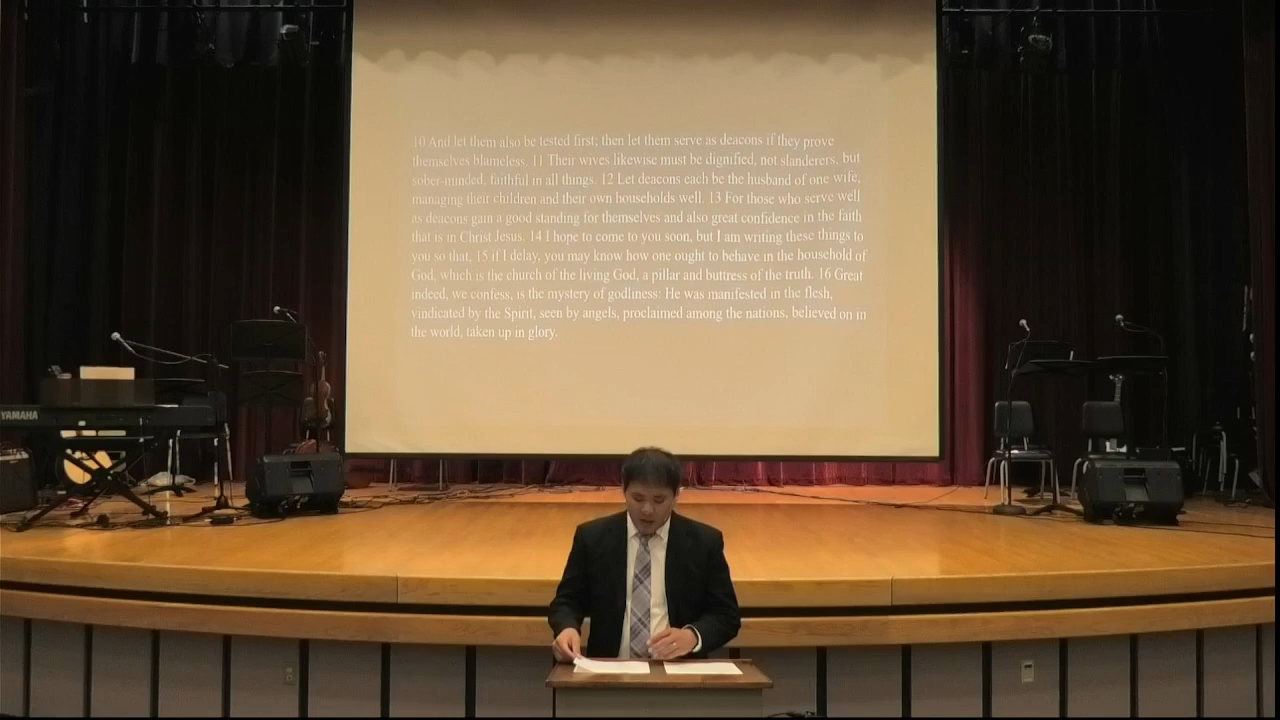 10 And let them also be tested first; then let them serve as deacons if they prove
themselves blameless. 11 Their wives likewise must be dignified, not slanderers, but
sober-minded, faithful in all things. 12 Let deacons each be the husband of one wife,
managing their children and their own households well. 13 For those who serve well
as deacons gain a good standing for themselves and also great confidence in the faith
that is in Christ Jesus. 14 I hope to come to you soon, but I am writing these things to
you so that, 15 if I delay, you may know how one ought to behave in the household of
God, which is the church of the living God, a pillar and buttress of the truth. 16 Great
indeed, we confess, is the mystery of godliness: He was manifested in the flesh,
vindicated by the Spirit, seen by angels, proclaimed among the nations, believed on in
the world, taken up in glory.
YAMAHA